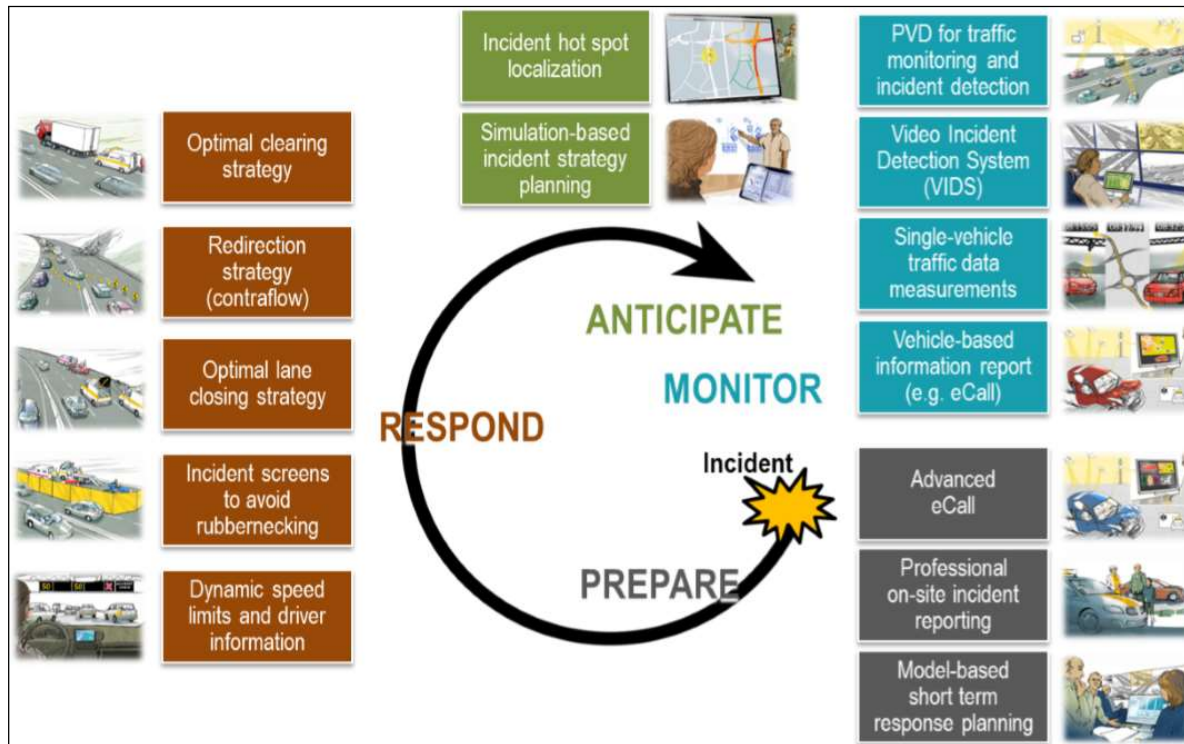 Incident hot spot
localization
Simulation-based
incident strategy
planning
PVD for traffic
monitoring and
incident detection
Video Incident
Detection System
(VIDS)
Single-vehicle
traffic data
measurements
Vehicle-based
information report
(e.g. eCall)
Optimal clearing
strategy
Redirection
strategy
(contraflow)
Optimal lane
closing strategy
Incident screens
to avoid
rubbernecking
Dynamic speed
limits and driver
information
ANTICIPATE
MONITOR
RESPOND
Incident
PREPARE
Advanced
eCall
Professional
on-site incident
reporting
Model-based
short term
response planning
50 50